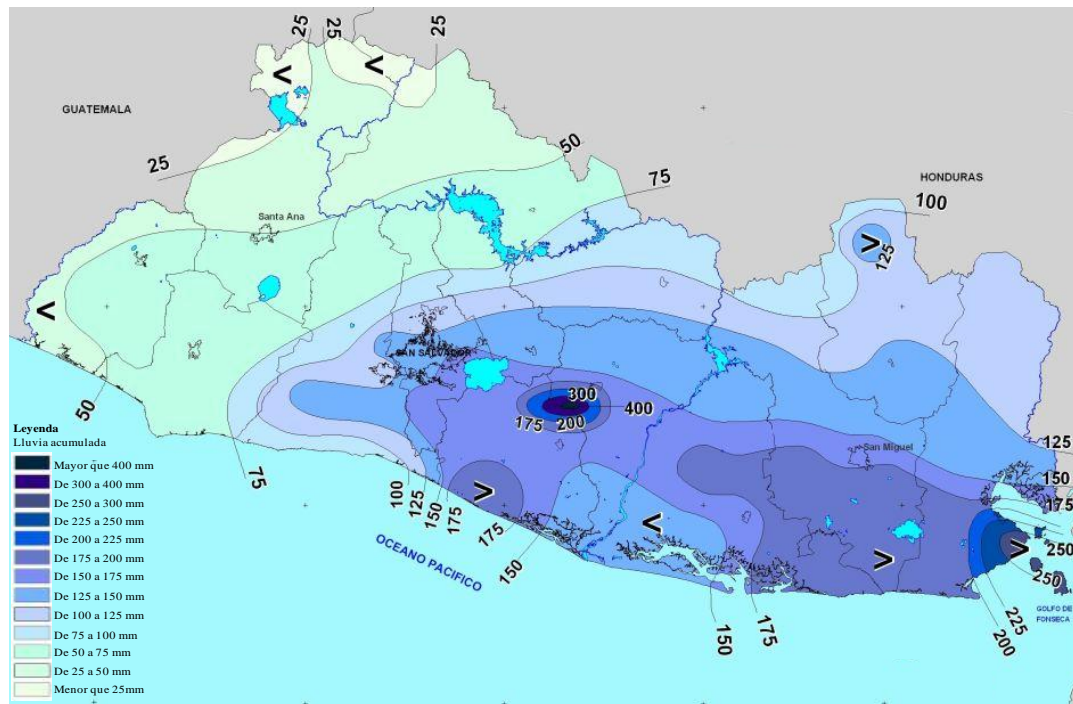 25
25
25
<
<
GUATEMALA
25
50
75
HONDURAS
100
Santa Ana
>
125
<
SAN SALVADOR
300
400
175
200
50
75
Leyenda
Lluvia acumulada
Mayor que 400 mm
De 300 a 400 mm
De 250 a 300 mm
De 225 a 250 mm
De 200 a 225 mm
De 175 a 200 mm
De 150 a 175 mm
De 125 a 150 mm
De 100 a 125 mm
De 75 a 100 mm
De 50 a 75 mm
De 25 a 50 mm
Menor que 25mm
100
125
150
175
>
175
150
OCEANO PACIFICO
<
San Miguel
>
125
150
175
>
250
250
225
200
GOLFO DE
FONSECA
150
175